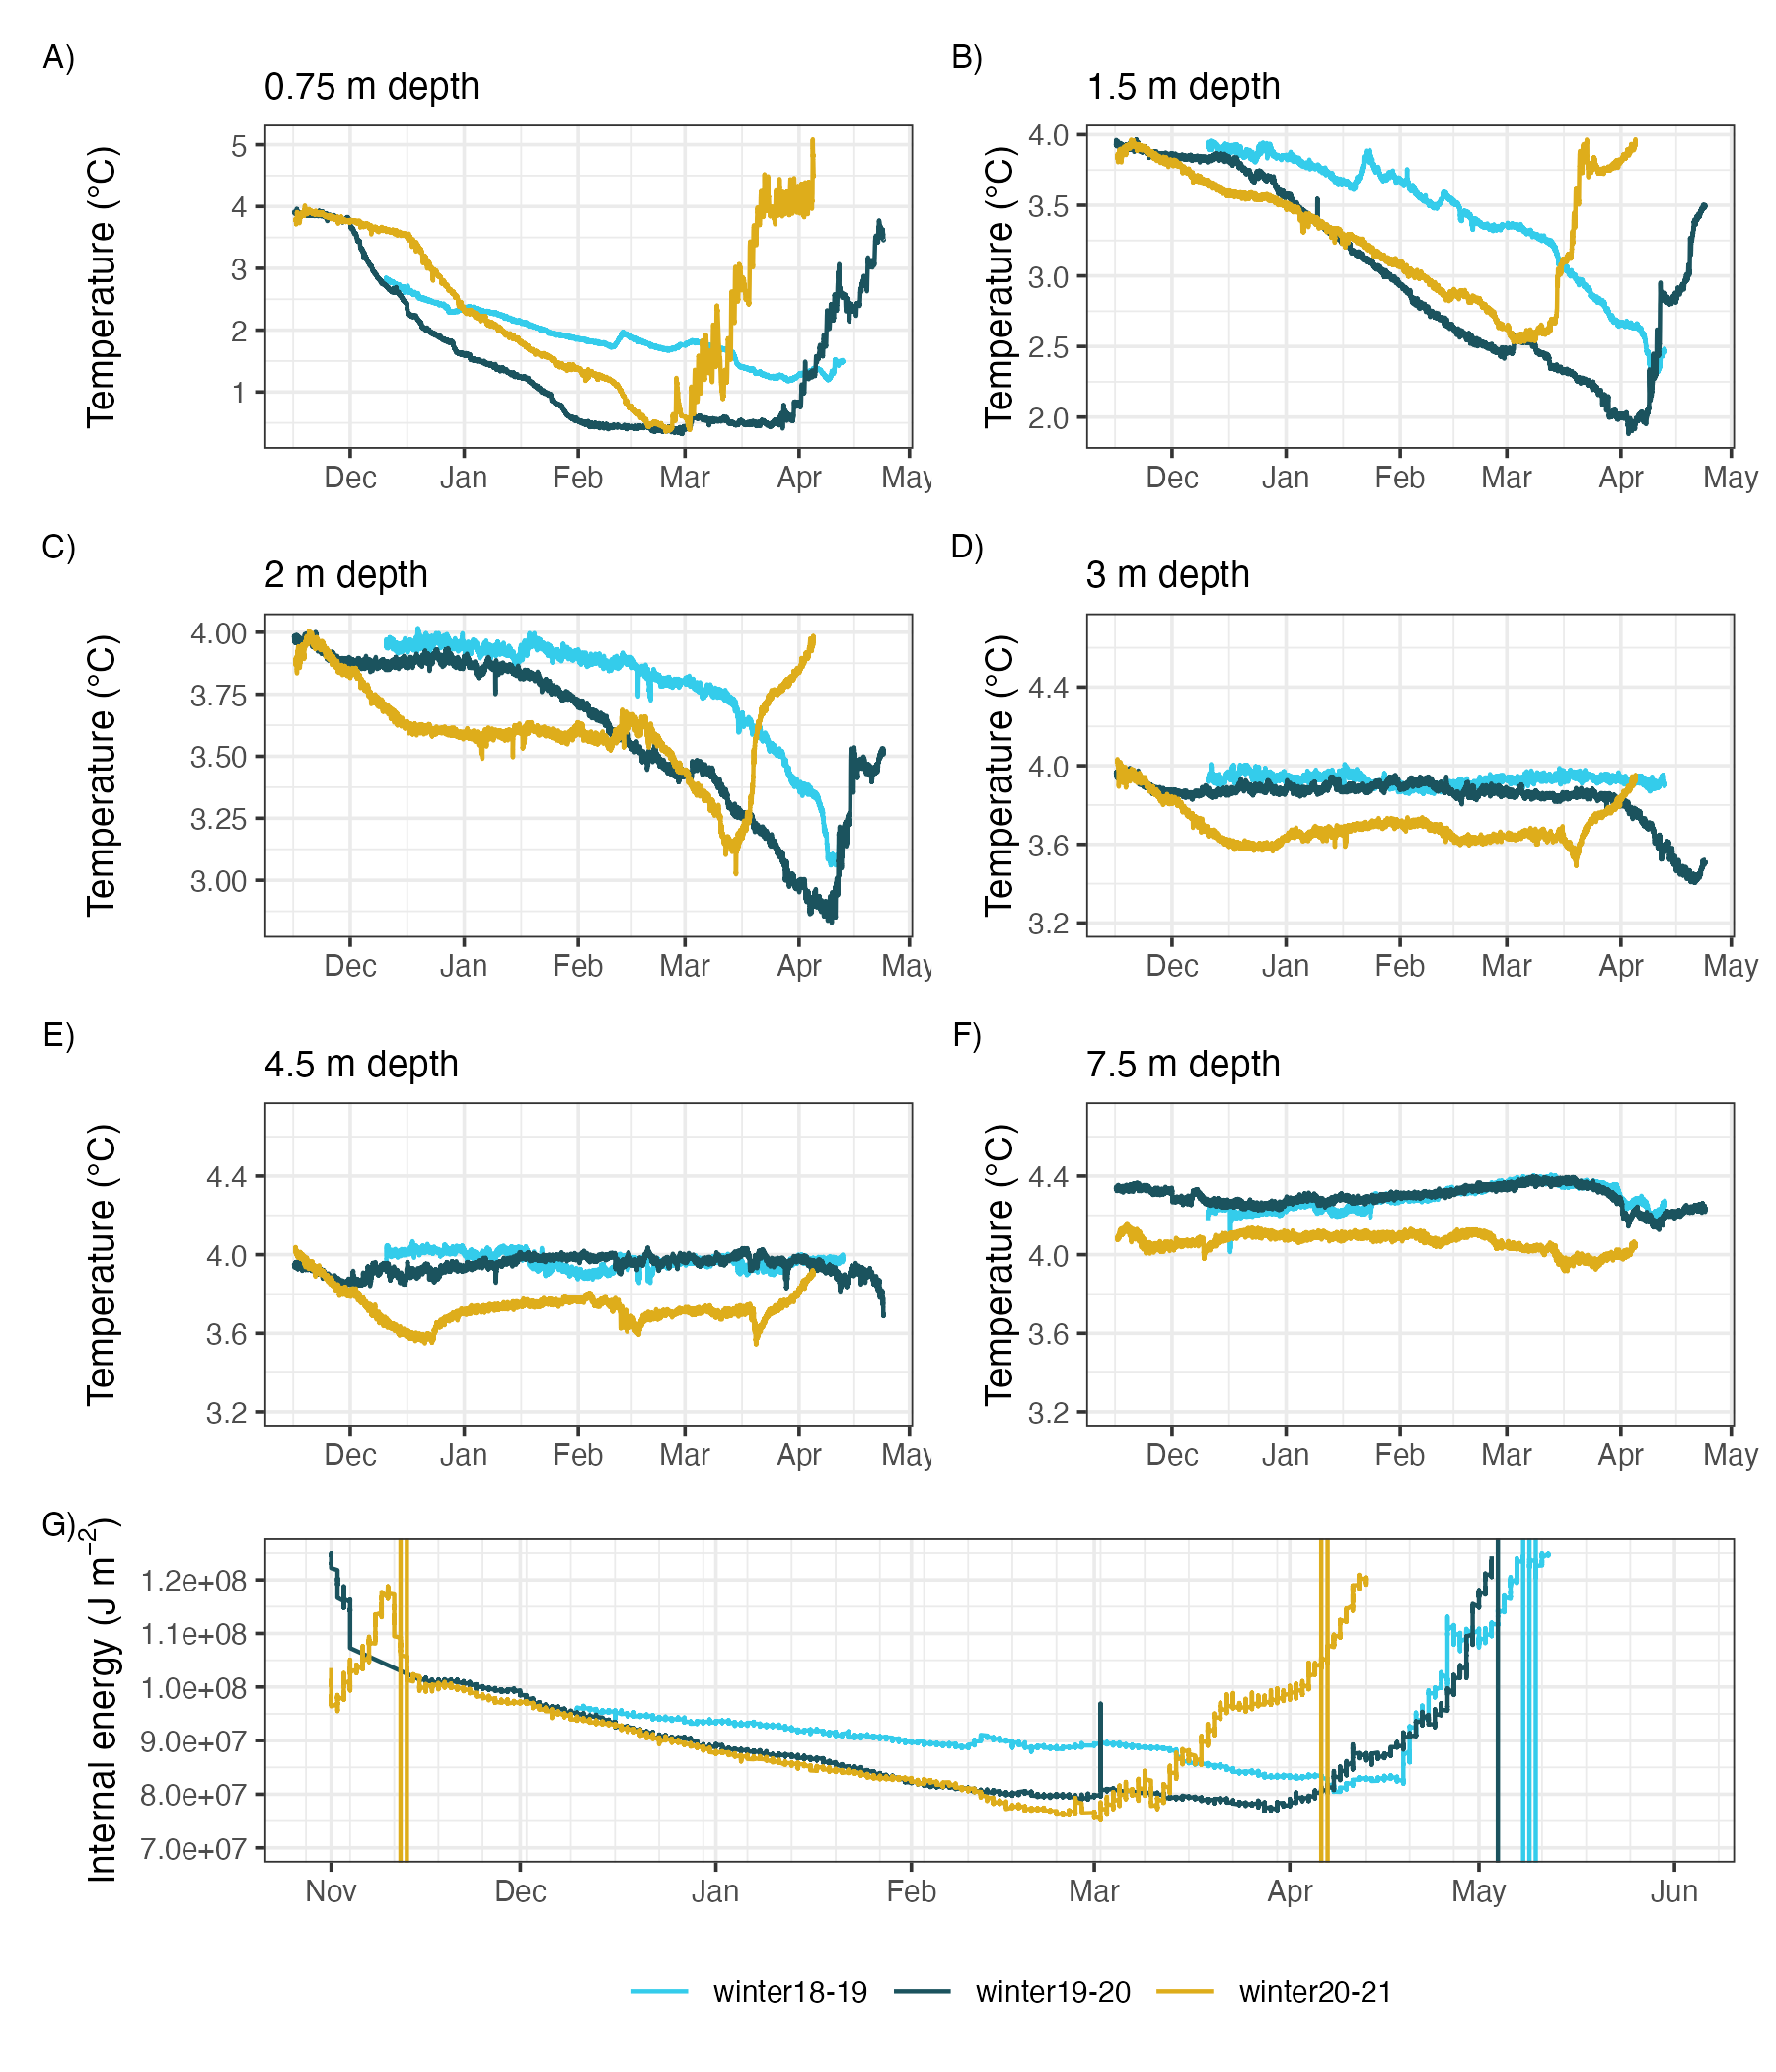 A)
0.75 m depth
Temperature (°C)
5
4
3
2
1
Dec Jan Feb Mar Apr May
B)
1.5 m depth
Temperature (°C)
4.0
3.5
3.0
2.5
2.0
Dec Jan Feb Mar Apr May
C)
2 m depth
Temperature (°C)
4.00
3.75
3.50
3.25
3.00
Dec Jan Feb Mar Apr May
D)
3 m depth
Temperature (°C)
4.4
4.0
3.6
3.2
Dec Jan Feb Mar Apr May
E)
4.5 m depth
Temperature (°C)
4.4
4.0
3.6
3.2
Dec Jan Feb Mar Apr May
F)
7.5 m depth
Temperature (°C)
4.4
4.0
3.6
3.2
Dec Jan Feb Mar Apr May
G)
Internal energy (J m⁻²)
1.2e+08
1.1e+08
1.0e+08
9.0e+07
8.0e+07
7.0e+07
Nov Dec Jan Feb Mar Apr May Jun
winter18-19 winter19-20 winter20-21